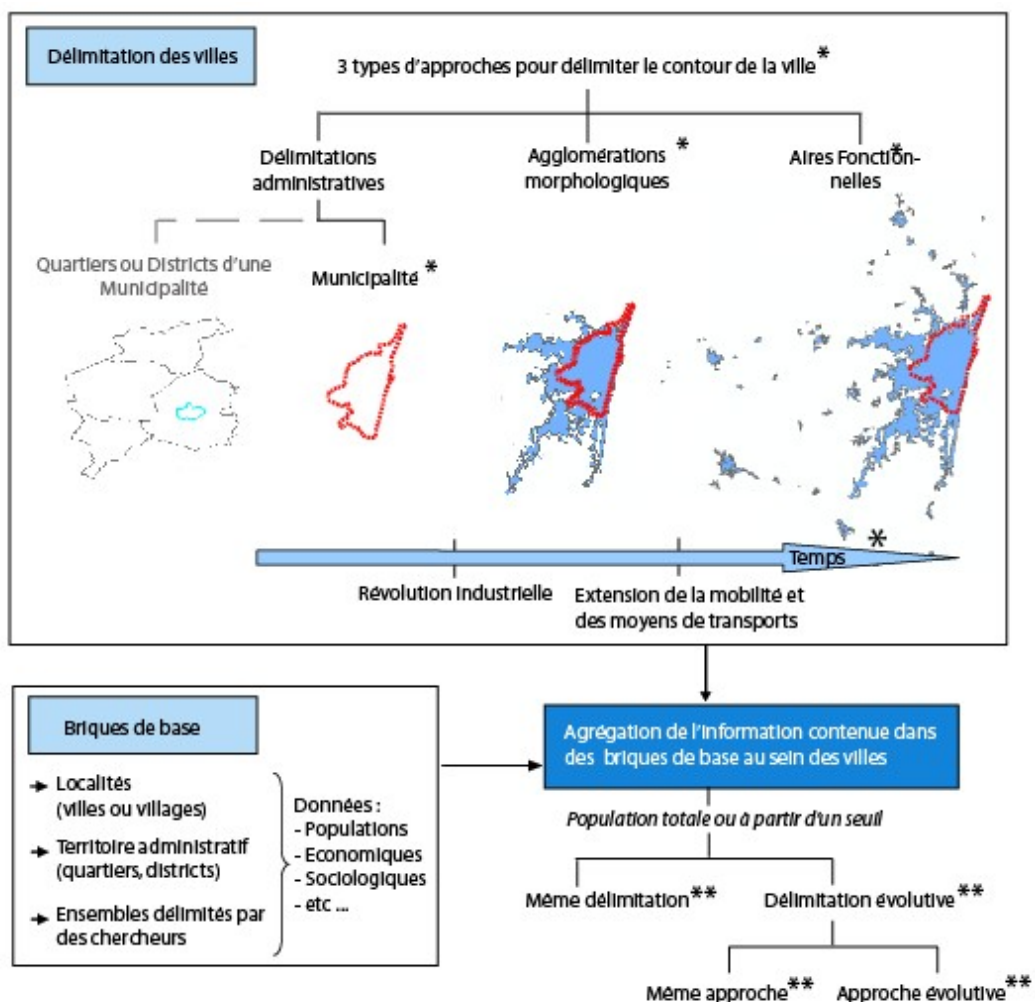 Délimitation des villes
3 types d'approches pour délimiter le contour de la ville*
Délimitations
administratives
Agglomérations *
morphologiques
Aires Fonction- *
nelles
Quartiers ou Districts d'une
Municipalité
Municipalité *
Temps *
Révolution industrielle
Extension de la mobilité et
des moyens de transports
Briques de base
Localités
(villes ou villages)
Territoire administratif
(quartiers, districts)
Ensembles délimités par
des chercheurs
Données :
- Populations
- Economiques
- Sociologiques
- etc ...
Agrégation de l'information contenue dans
des briques de base au sein des villes
Population totale ou à partir d'un seuil
Même délimitation**
Délimitation évolutive**
Même approche**
Approche évolutive**